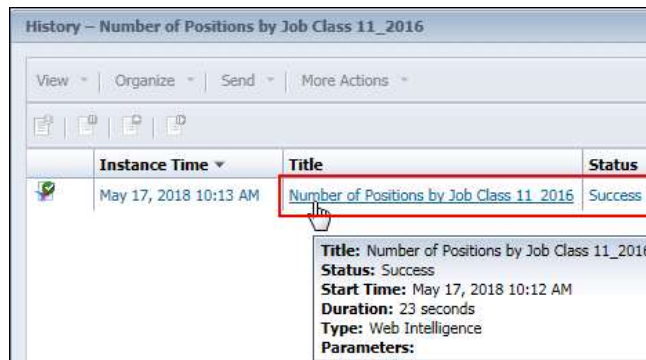 History – Number of Positions by Job Class 11_2016
View | Organize | Send | More Actions
Instance Time Title Status
May 17, 2018 10:13 AM Number of Positions by Job Class 11_2016 Success
Title: Number of Positions by Job Class 11_2016
Status: Success
Start Time: May 17, 2018 10:12 AM
Duration: 23 seconds
Type: Web Intelligence
Parameters: